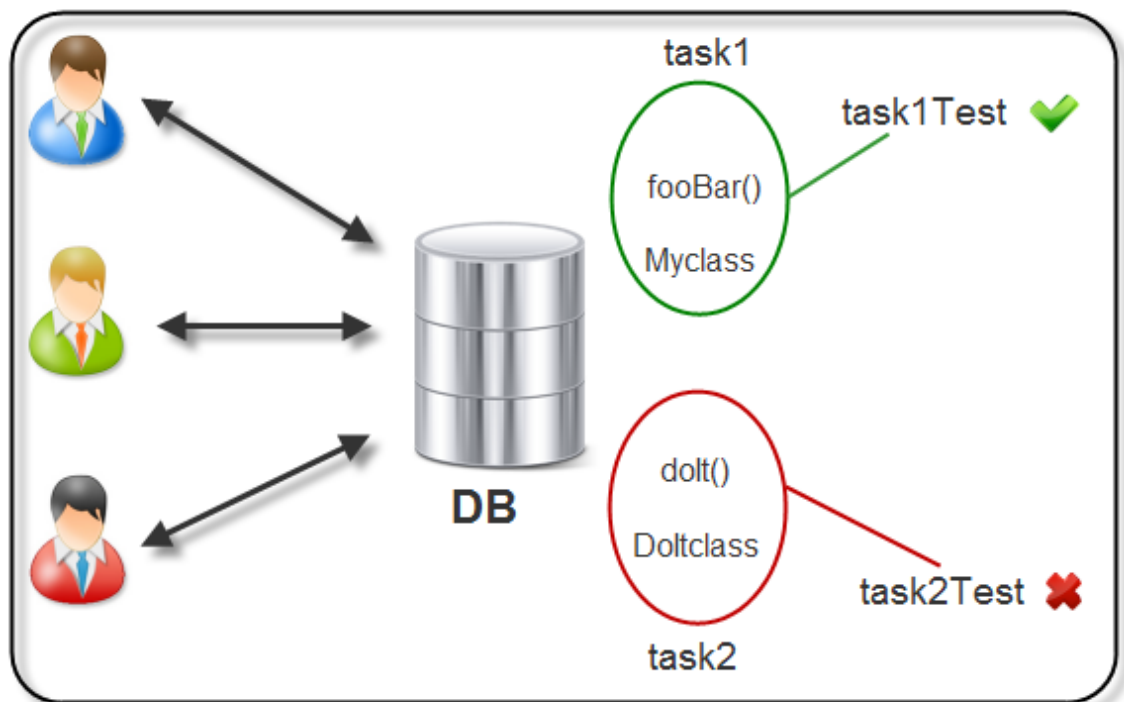 task1
task1Test
fooBar()
Myclass
DB
doIt()
DoItclass
task2Test
task2